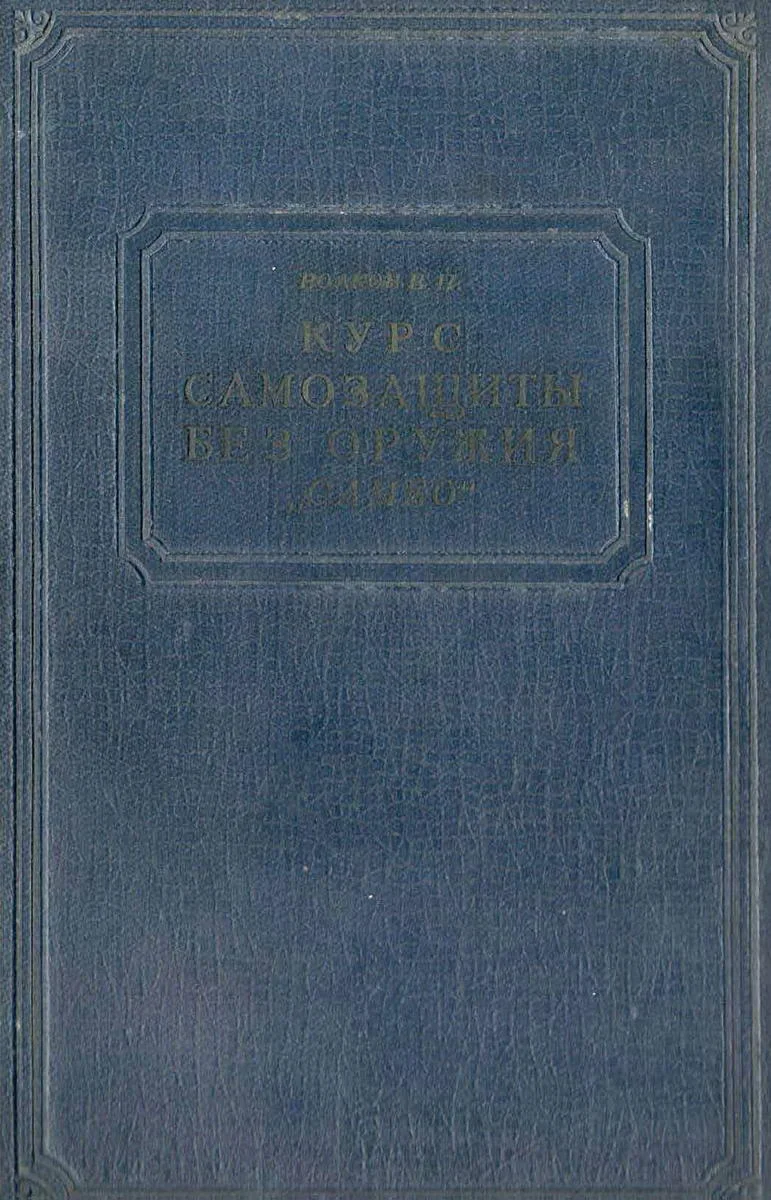 ВОЛКОВ В. П.
КУРС
САМОЗАЩИТЫ
БЕЗ ОРУЖИЯ
„САМБО“